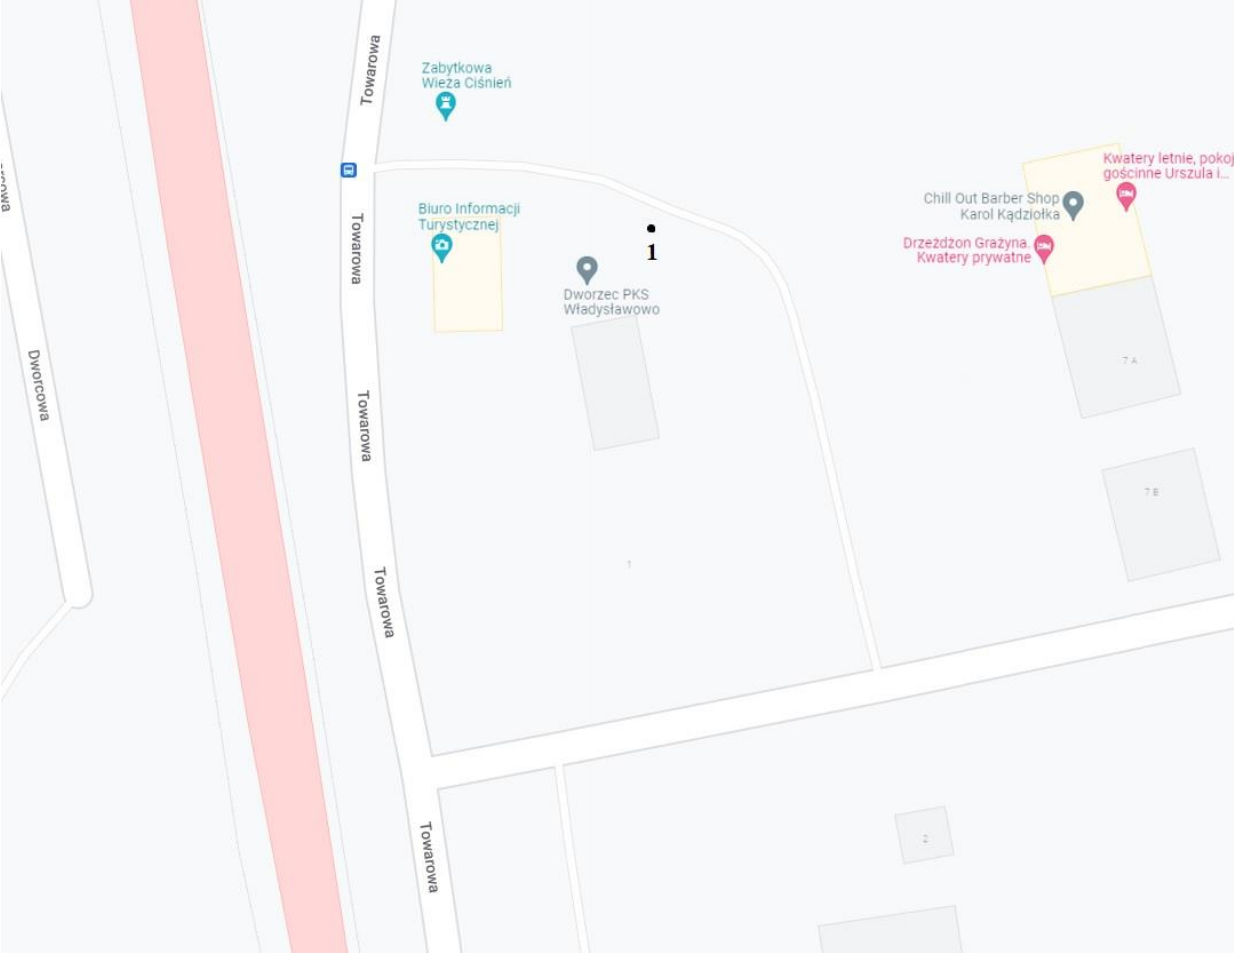 Towarowa
Zabytkowa
Wieża Ciśnień
Kwatery letnie, pokoj
gościnne Urszula i...
Chill Out Barber Shop
Karol Kądziołka
Biuro Informacji
Turystycznej
Towarowa
1
Drzeżdżon Grażyna.
Kwatery prywatne
Dworzec PKS
Władysławowo
Dworcowa
7 A
Towarowa
7 B
1
Towarowa
2
Towarowa